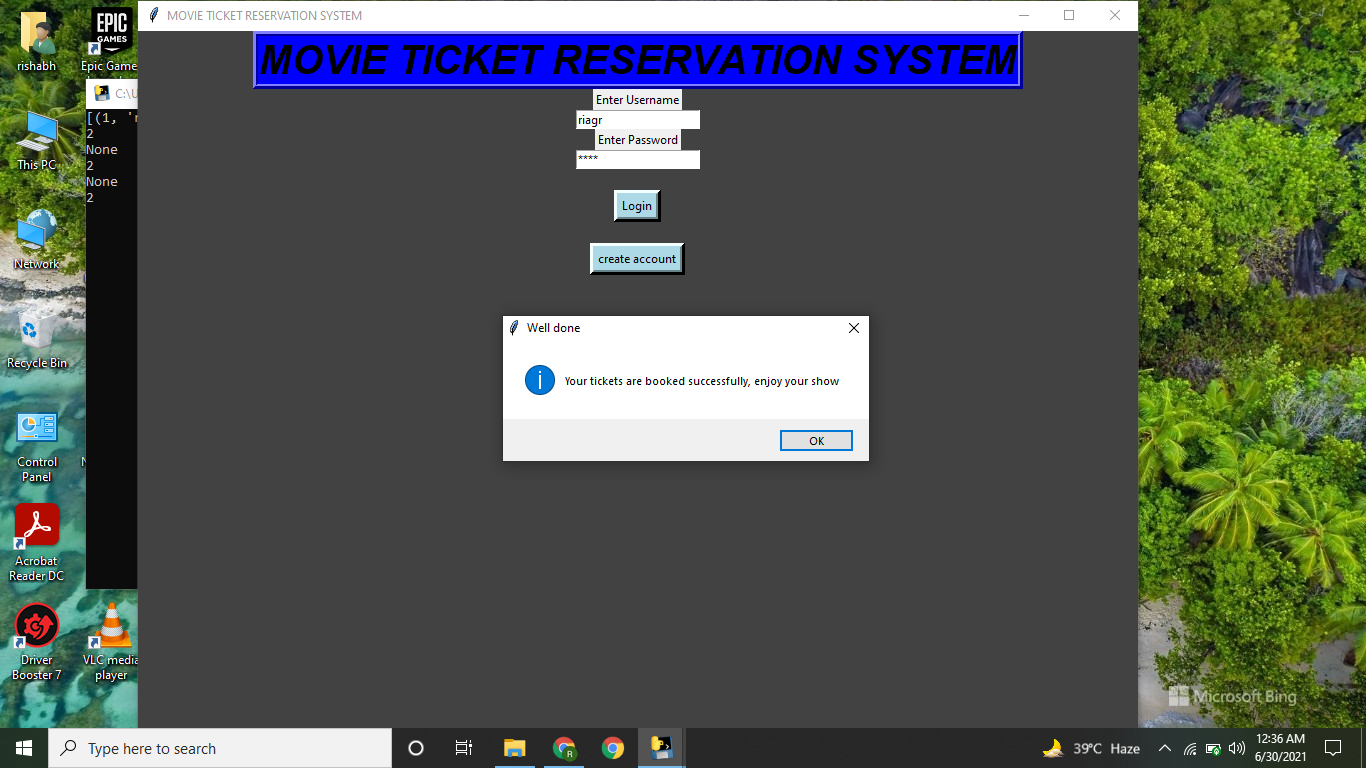 MOVIE TICKET RESERVATION SYSTEM
MOVIE TICKET RESERVATION SYSTEM
Enter Username
riagr
Enter Password
****
Login
create account
Well done
Your tickets are booked successfully, enjoy your show
OK
rishabh
Epic Game
EPIC
GAMES
C:\U
[(1, 'r
2
None
2
None
2
This PC
Network
Recycle Bin
Control
Panel
Acrobat
Reader DC
Driver
Booster 7
VLC media
player
Microsoft Bing
Type here to search
R
39°C Haze
12:36 AM
6/30/2021